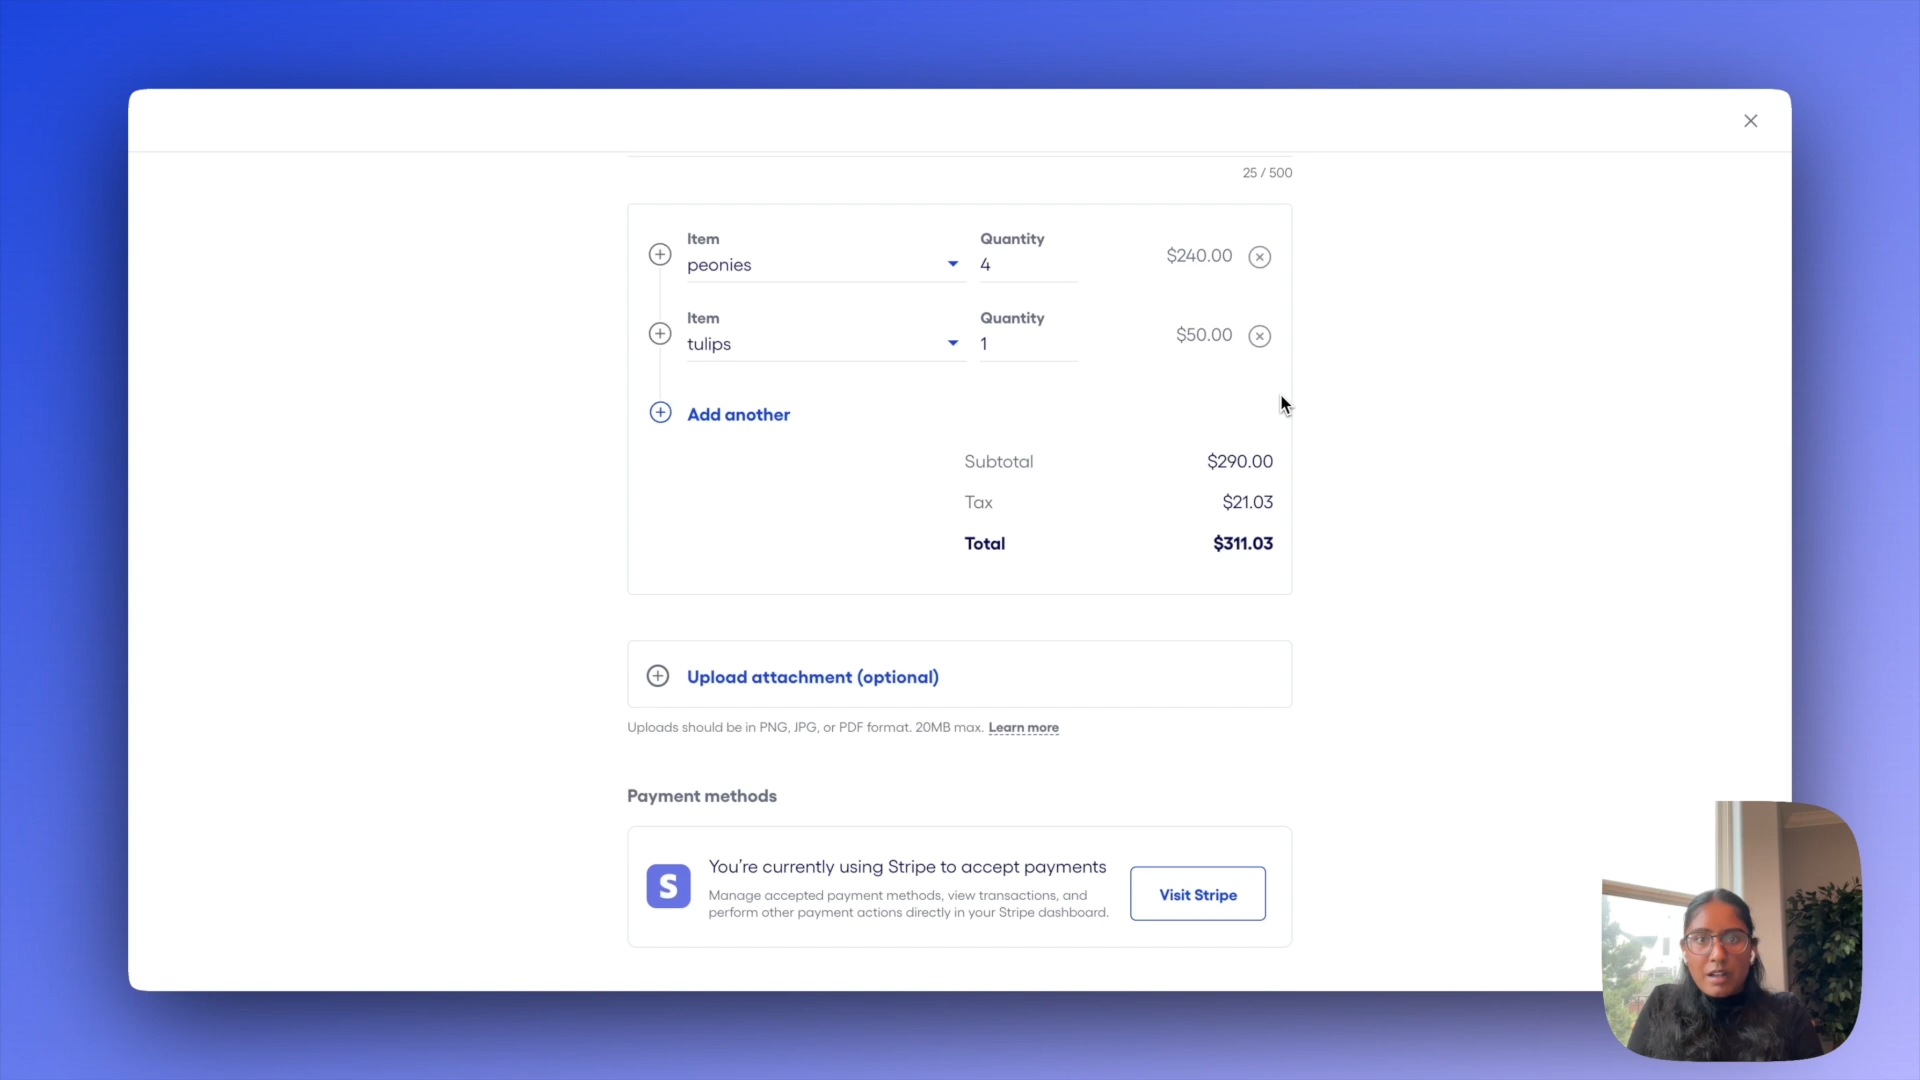 25 / 500
Item
Quantity
peonies
4
$240.00
Item
Quantity
tulips
1
$50.00
Add another
Subtotal
$290.00
Tax
$21.03
Total
$311.03
Upload attachment (optional)
Uploads should be in PNG, JPG, or PDF format. 20MB max. Learn more
Payment methods
S
You're currently using Stripe to accept payments
Manage accepted payment methods, view transactions, and
perform other payment actions directly in your Stripe dashboard.
Visit Stripe